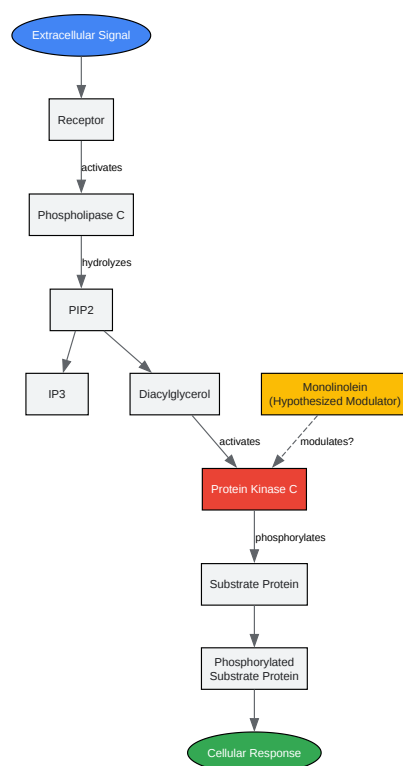 Extracellular Signal
Receptor
activates
Phospholipase C
hydrolyzes
PIP2
IP3
Diacylglycerol
Monolinolein
(Hypothesized Modulator)
activates
modulates?
Protein Kinase C
phosphorylates
Substrate Protein
Phosphorylated
Substrate Protein
Cellular Response